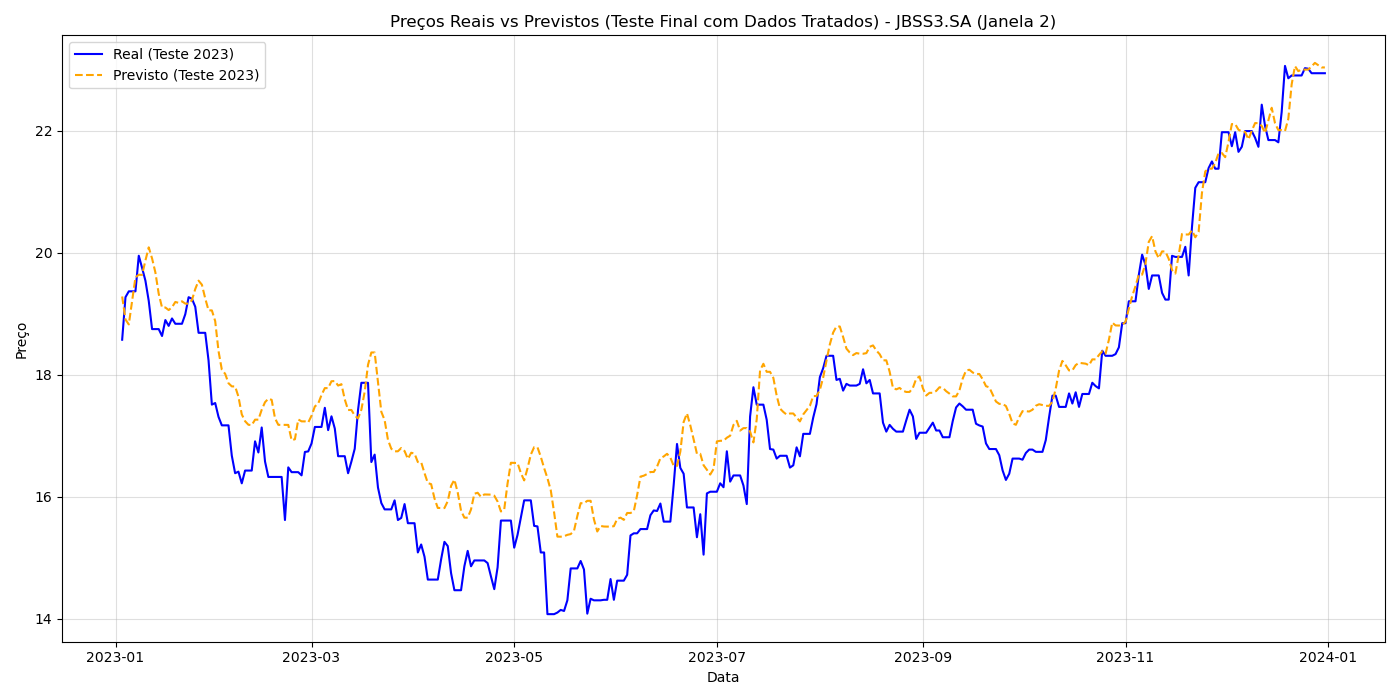 Preços Reais vs Previstos (Teste Final com Dados Tratados) - JBSS3.SA (Janela 2)
Real (Teste 2023)
Previsto (Teste 2023)
22
20
18
16
14
Preço
2023-01 2023-03 2023-05 2023-07 2023-09 2023-11 2024-01
Data